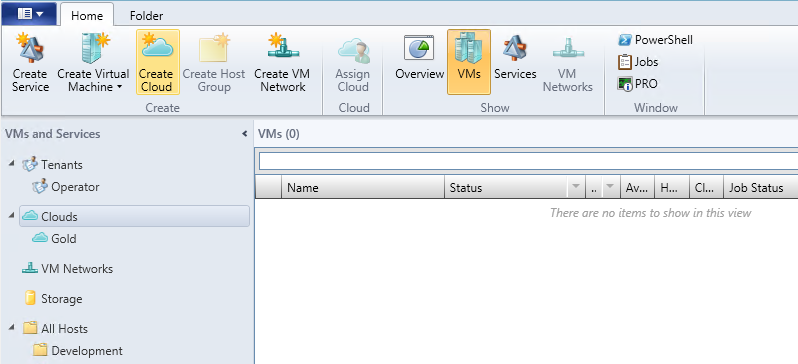 Home Folder
Create Service
Create Virtual Machine
Create Cloud
Create Host Group
Create VM Network
Assign Cloud
Overview
VMs
Services
VM Networks
PowerShell
Jobs
PRO
Create Cloud Show Window
VMs and Services
Tenants
Operator
Clouds
Gold
VM Networks
Storage
All Hosts
Development
VMs (0)
Name Status .. Av... H... Cl... Job Status
There are no items to show in this view